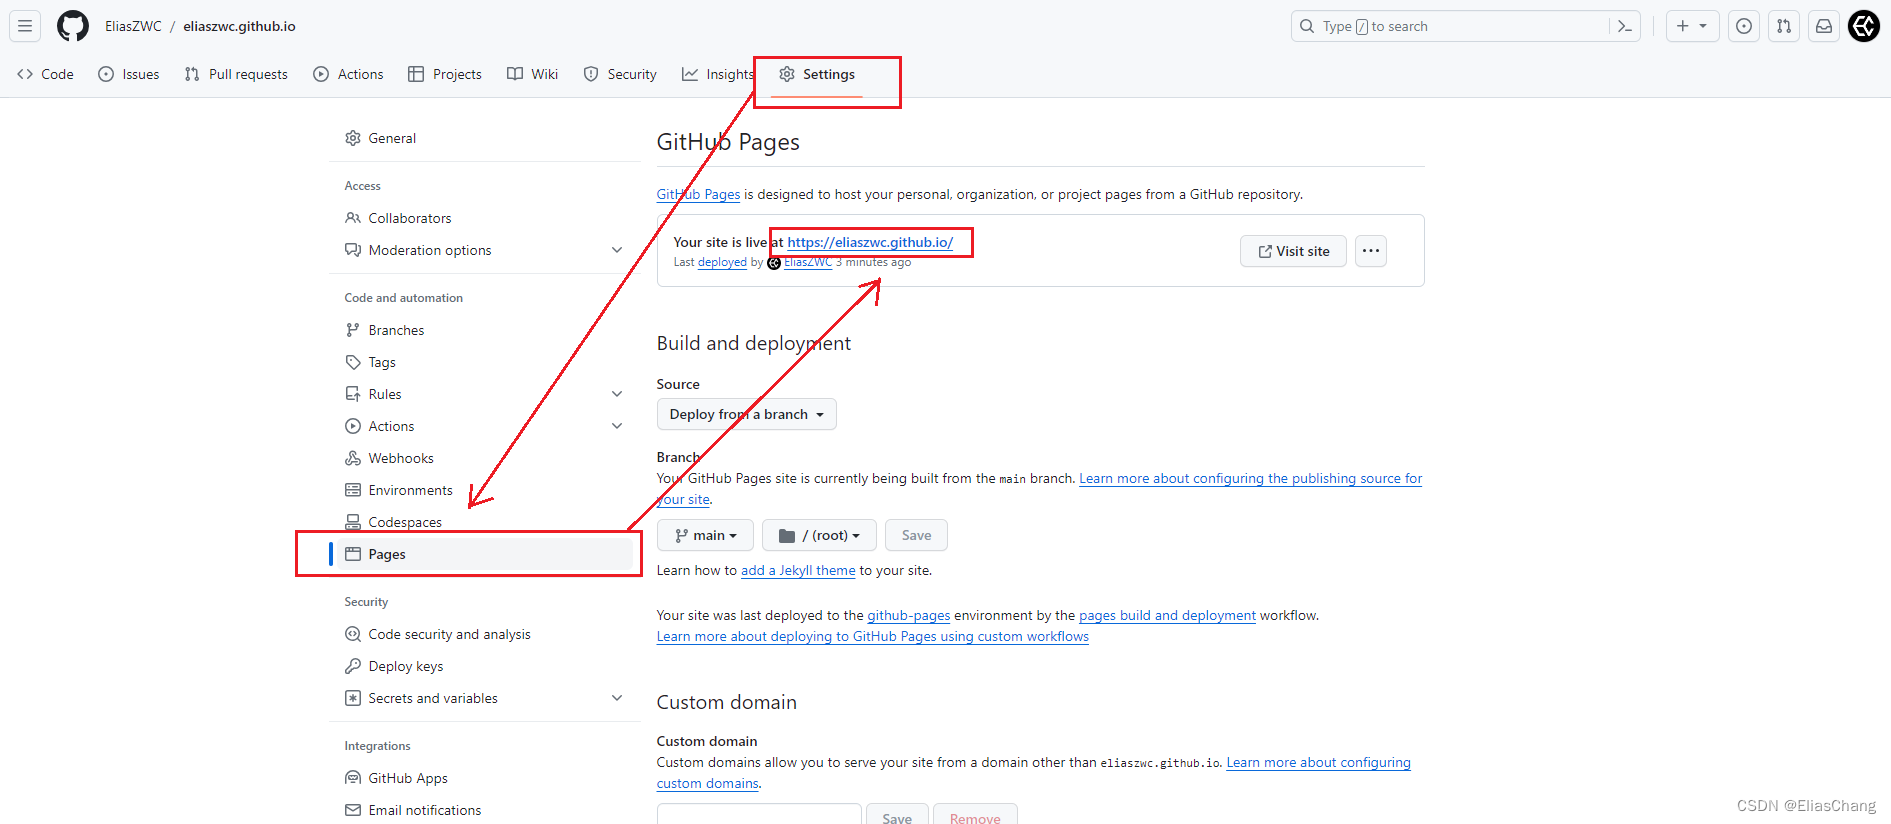 EliasZWC / eliaszwc.github.io
Type / to search
Code Issues Pull requests Actions Projects Wiki Security Insights Settings
General
Access
Collaborators
Moderation options
Code and automation
Branches
Tags
Rules
Actions
Webhooks
Environments
Codespaces
Pages
Security
Code security and analysis
Deploy keys
Secrets and variables
Integrations
GitHub Apps
Email notifications
GitHub Pages
GitHub Pages is designed to host your personal, organization, or project pages from a GitHub repository.
Your site is live at https://eliaszwc.github.io/
Last deployed by EliasZWC 3 minutes ago
Visit site
Build and deployment
Source
Deploy from a branch
Branch
Your GitHub Pages site is currently being built from the main branch. Learn more about configuring the publishing source for
your site.
main / (root) Save
Learn how to add a Jekyll theme to your site.
Your site was last deployed to the github-pages environment by the pages build and deployment workflow.
Learn more about deploying to GitHub Pages using custom workflows
Custom domain
Custom domain
Custom domains allow you to serve your site from a domain other than eliaszwc.github.io. Learn more about configuring
custom domains.
Save Remove
CSDN @EliasChang